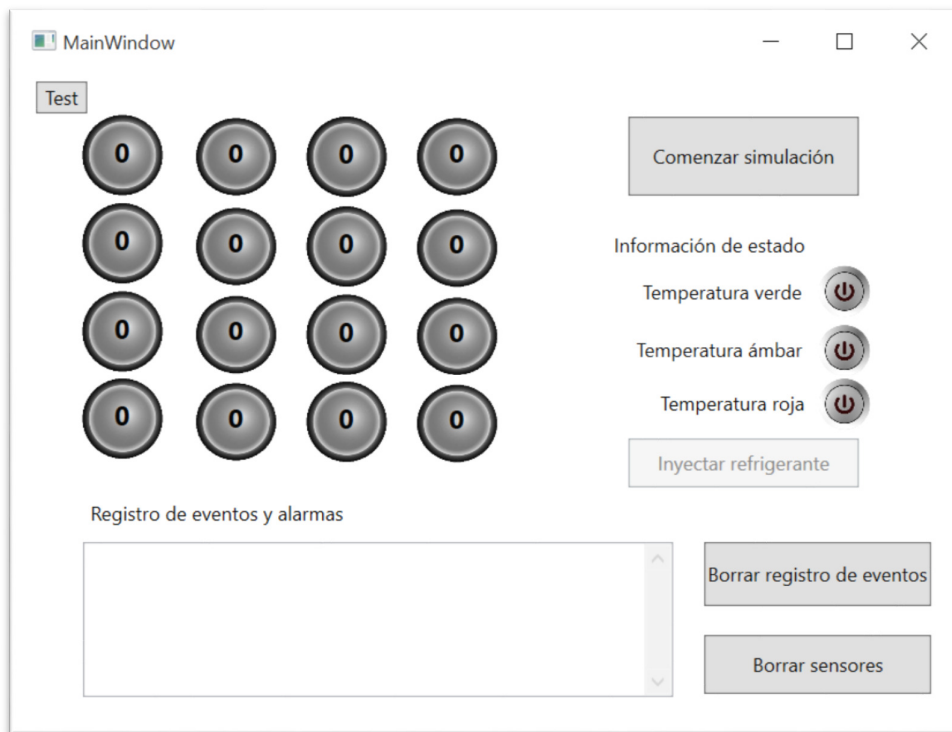 MainWindow
Test
0 0 0 0
Comenzar simulación
0 0 0 0
Información de estado
Temperatura verde
0 0 0 0
Temperatura ámbar
0 0 0 0
Temperatura roja
Inyectar refrigerante
Registro de eventos y alarmas
Borrar registro de eventos
Borrar sensores